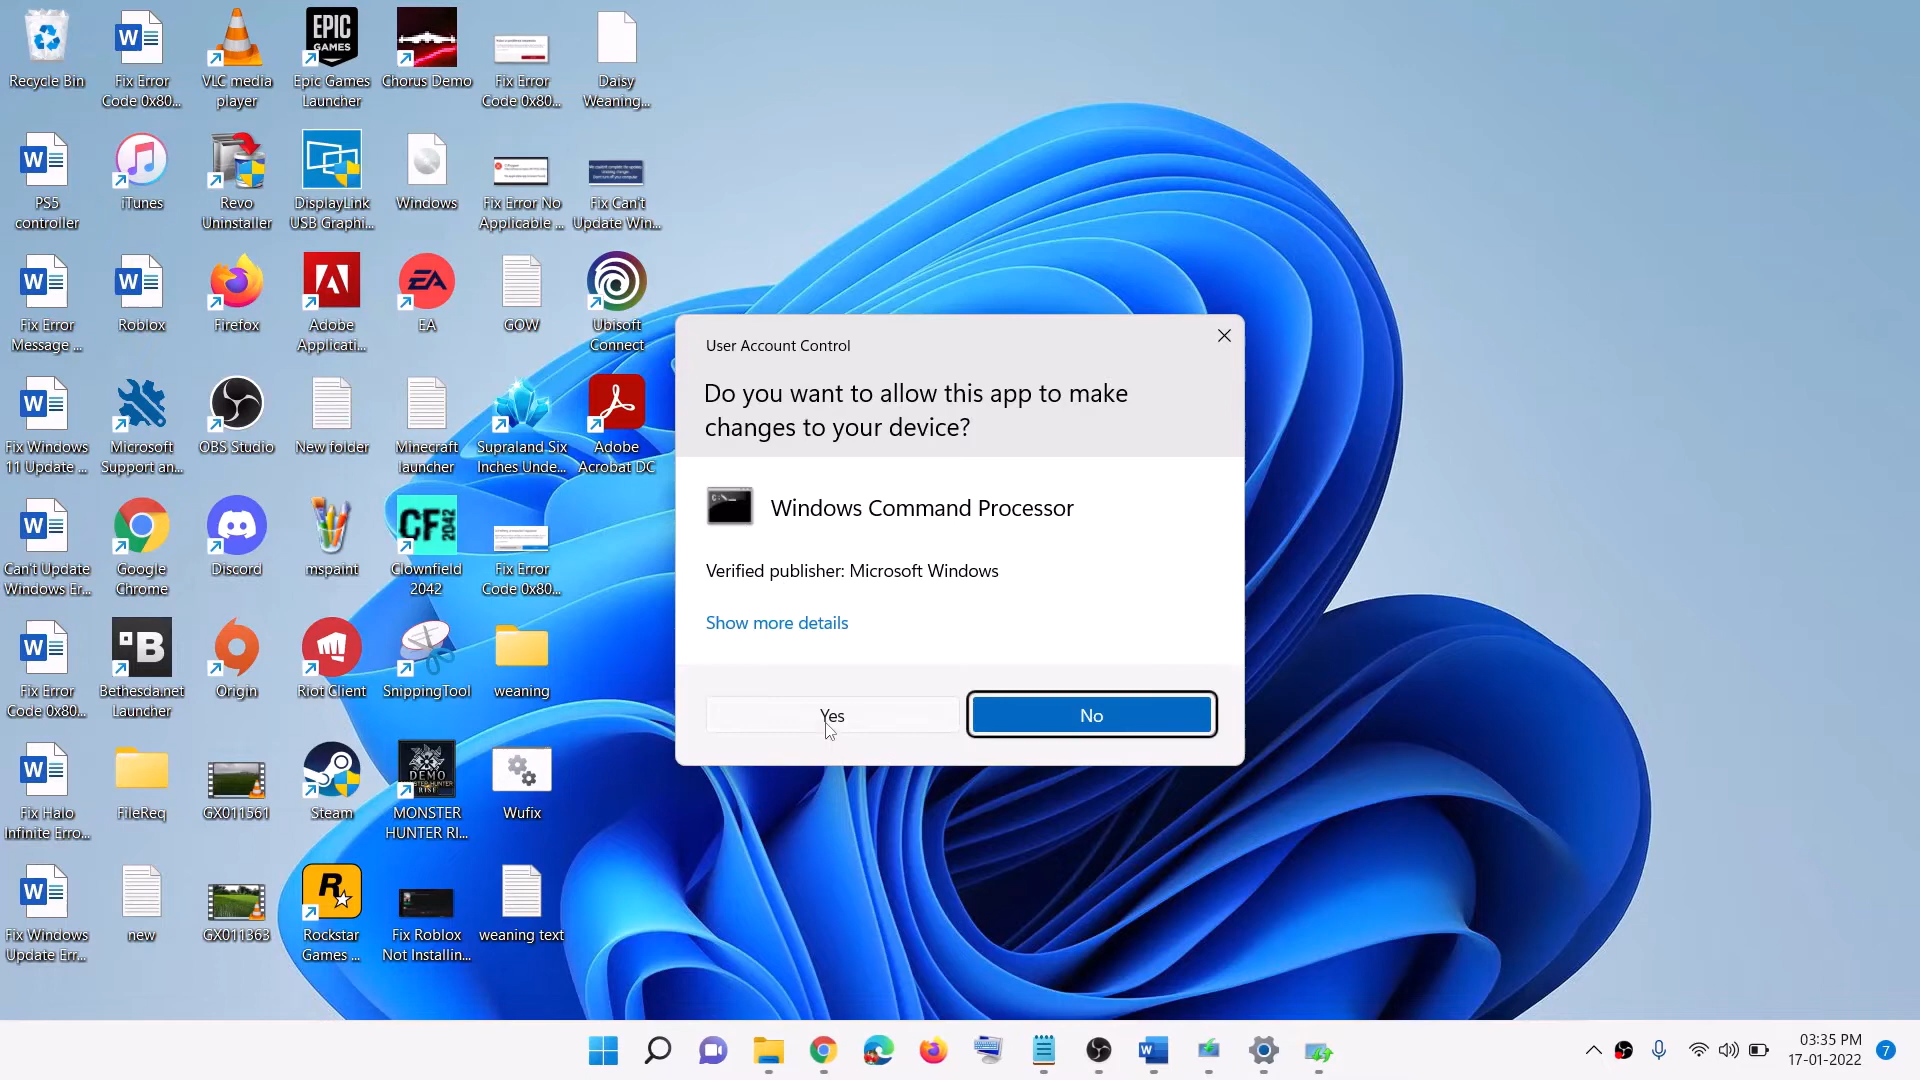 Recycle Bin
Fix Error
Code 0x80...
VLC media
player
EPIC
GAMES
Epic Games
Launcher
Chorus Demo
Fix Error
Code 0x80...
Daisy
Weaning...
PS5
controller
iTunes
Revo
Uninstaller
DisplayLink
USB Graphi...
Windows
Fix Error No
Applicable ...
Fix Can't
Update Win...
Fix Error
Message ...
Roblox
Firefox
Adobe
Applicati...
EA
EA
GOW
Ubisoft
Connect
Fix Windows
11 Update ...
Microsoft
Support an...
OBS Studio
New folder
Minecraft
launcher
Supraland Six
Inches Unde...
Adobe
Acrobat DC
Can't Update
Windows Er...
Google
Chrome
Discord
mspaint
CF
2042
Clownfield
2042
Fix Error
Code 0x80...
Fix Error
Code 0x80...
B
Bethesda.net
Launcher
Origin
Riot Client
SnippingTool
weaning
Fix Halo
Infinite Erro...
FileReq
GX011561
Steam
DEMO
MONSTER
HUNTER RI...
Wufix
Fix Windows
Update Err...
new
GX011363
R
Rockstar
Games ...
Fix Roblox
Not Installin...
weaning text
User Account Control
Do you want to allow this app to make
changes to your device?
Windows Command Processor
Verified publisher: Microsoft Windows
Show more details
Yes
No
03:35 PM
17-01-2022
7